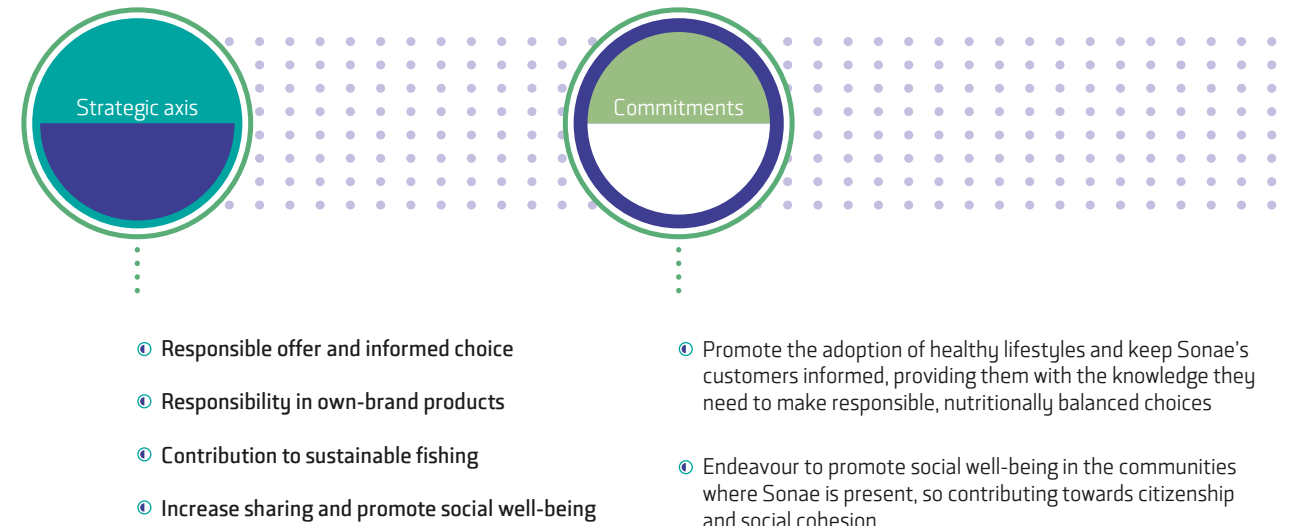 Strategic axis
Commitments
Responsible offer and informed choice
Responsibility in own-brand products
Contribution to sustainable fishing
Increase sharing and promote social well-being
Promote the adoption of healthy lifestyles and keep Sonae's
customers informed, providing them with the knowledge they
need to make responsible, nutritionally balanced choices
Endeavour to promote social well-being in the communities
where Sonae is present, so contributing towards citizenship
and social cohesion